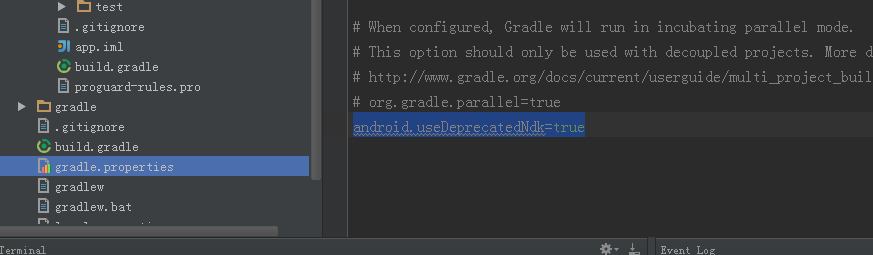 test
.gitignore
app.iml
build.gradle
proguard-rules.pro
gradle
.gitignore
build.gradle
gradle.properties
gradlew
gradlew.bat
# When configured, Gradle will run in incubating parallel mode.
# This option should only be used with decoupled projects. More d
# http://www.gradle.org/docs/current/userguide/multi_project_buil
# org.gradle.parallel=true
android.useDeprecatedNdk=true
Terminal
Event Log